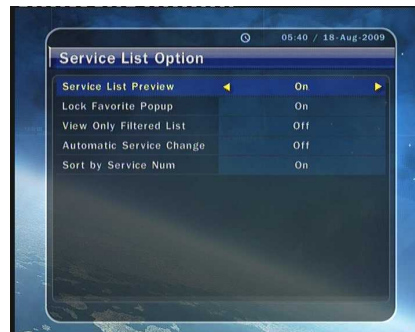 05:40 / 18-Aug-2009
Service List Option
Service List Preview On
Lock Favorite Popup On
View Only Filtered List Off
Automatic Service Change Off
Sort by Service Num On